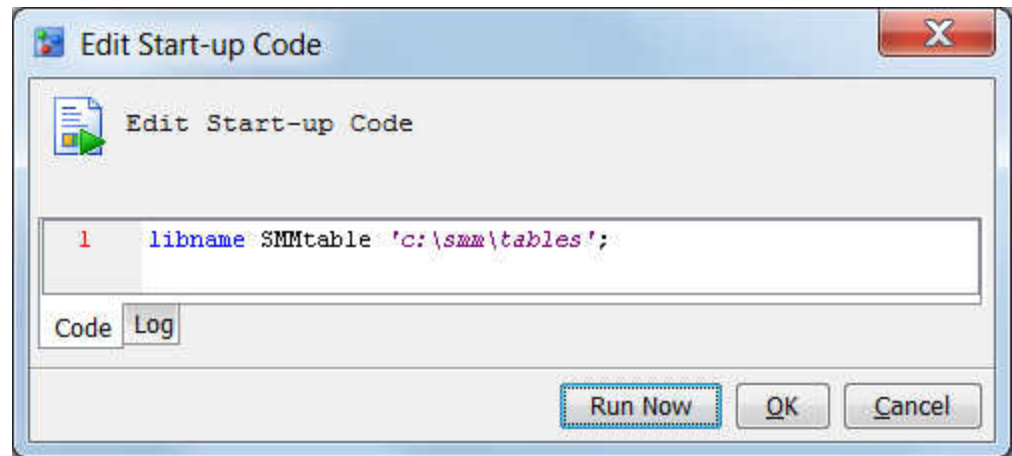 Edit Start-up Code
Edit Start-up Code
1 libname SMMtable 'c:\smm\tables';
Code Log
Run Now OK Cancel